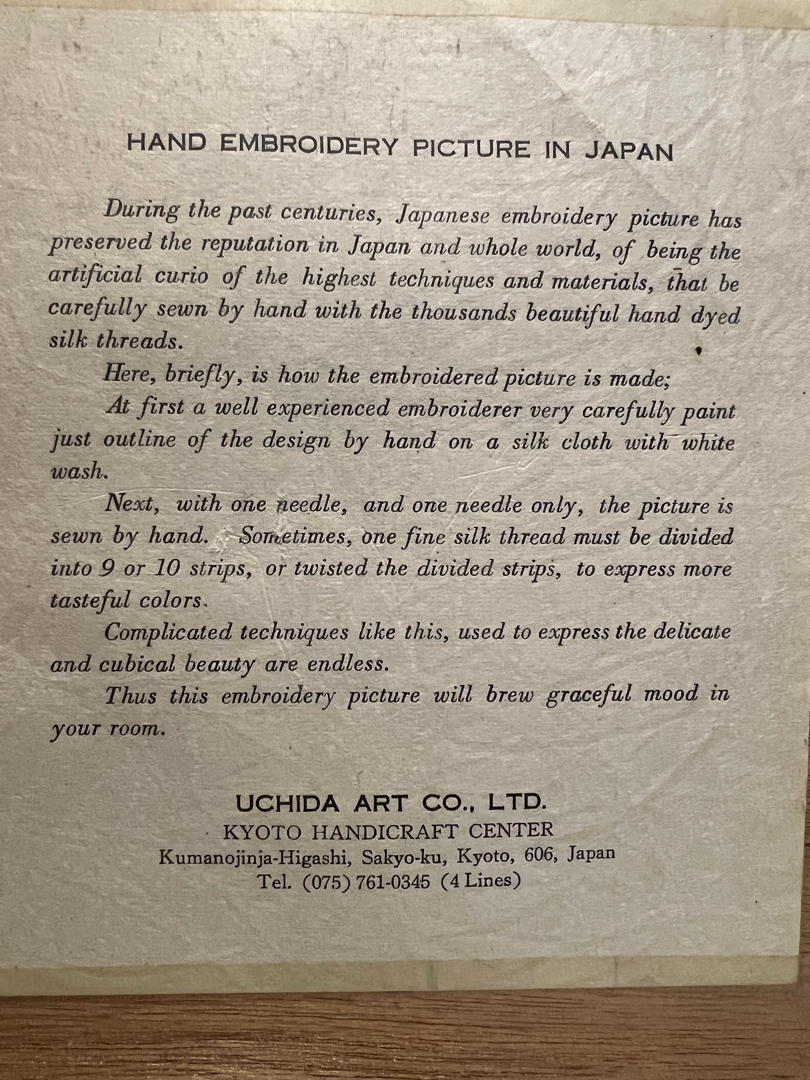 HAND EMBROIDERY PICTURE IN JAPAN
During the past centuries, Japanese embroidery picture has
preserved the reputation in Japan and whole world, of being the
artificial curio of the highest techniques and materials, that be
carefully sewn by hand with the thousands beautiful hand dyed
silk threads.
Here, briefly, is how the embroidered picture is made;
At first a well experienced embroiderer very carefully paint
just outline of the design by hand on a silk cloth with white
wash.
Next, with one needle, and one needle only, the picture is
sewn by hand. Sometimes, one fine silk thread must be divided
into 9 or 10 strips, or twisted the divided strips, to express more
tasteful colors.
Complicated techniques like this, used to express the delicate
and cubical beauty are endless.
Thus this embroidery picture will brew graceful mood in
your room.
UCHIDA ART CO., LTD.
KYOTO HANDICRAFT CENTER
Kumanojinja-Higashi, Sakyo-ku, Kyoto, 606, Japan
Tel. (075) 761-0345 (4 Lines)